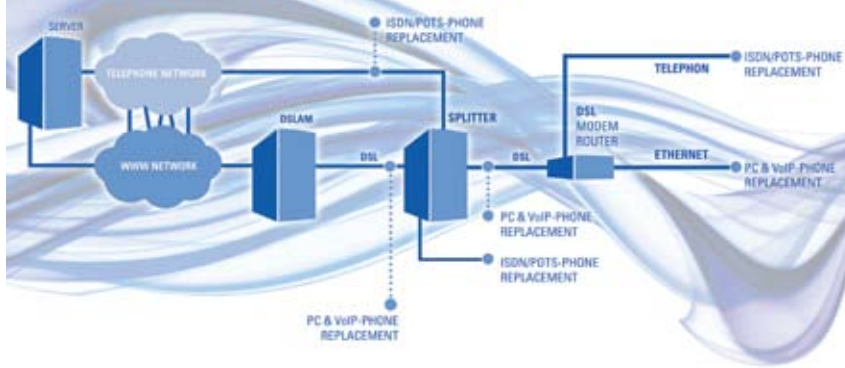 SERVER
ISDN/POTS-PHONE
REPLACEMENT
TELEPHONE NETWORK
TELEPHON
ISDN/POTS-PHONE
REPLACEMENT
DSLAM
SPLITTER
DSL
MODEM
ROUTER
WWW NETWORK
DSL
DSL
ETHERNET
PC & VoIP-PHONE
REPLACEMENT
PC & VoIP-PHONE
REPLACEMENT
ISDN/POTS-PHONE
REPLACEMENT
PC & VoIP-PHONE
REPLACEMENT